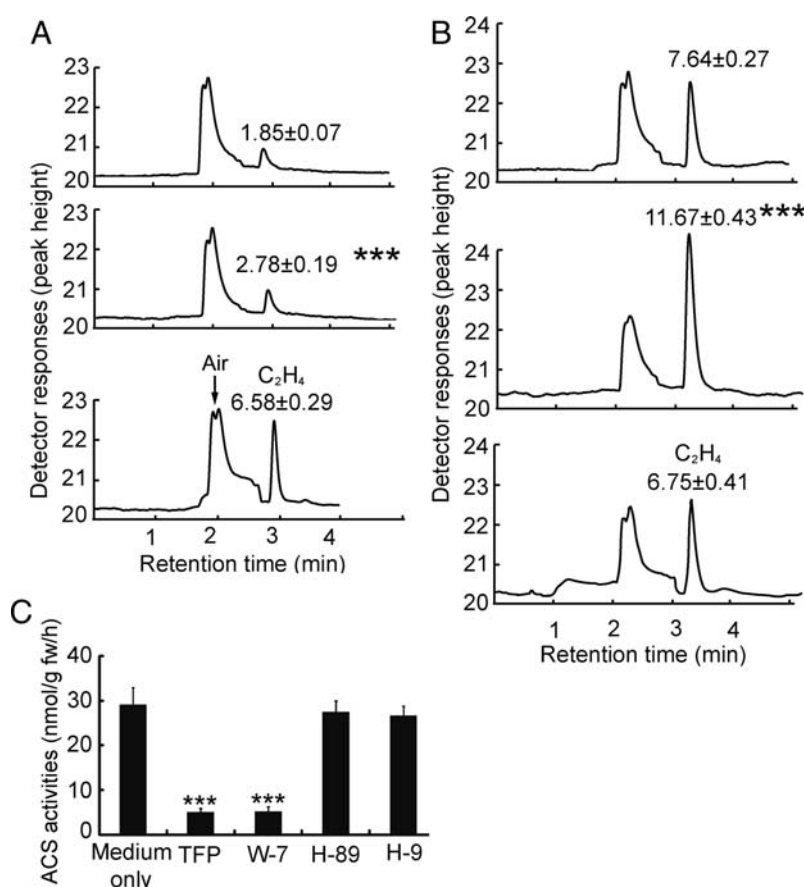 A
Detector responses (peak height)
23
22
21
20
1.85±0.07
23
22
21
20
2.78±0.19
***
Air
C₂H₄
6.58±0.29
23
22
21
20
1 2 3 4
Retention time (min)
B
Detector responses (peak height)
23
22
21
20
7.64±0.27
24
23
22
21
20
11.67±0.43***
C₂H₄
6.75±0.41
24
23
22
21
20
1 2 3 4
Retention time (min)
C
ACS activities (nmol/g fw/h)
40
30
20
10
0
*** ***
Medium only
TFP
W-7
H-89
H-9